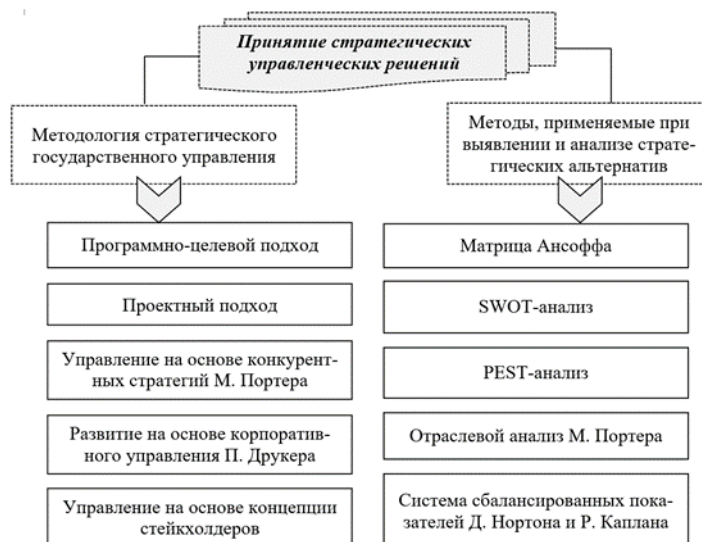 Принятие стратегических
управленческих решений
Методология стратегического
государственного управления
Методы, применяемые при
выявлении и анализе страте-
гических альтернатив
Программно-целевой подход
Проектный подход
Управление на основе конкурент-
ных стратегий М. Портера
Развитие на основе корпоратив-
ного управления П. Друкера
Управление на основе концепции
стейкхолдеров
Матрица Ансоффа
SWOT-анализ
PEST-анализ
Отраслевой анализ М. Портера
Система сбалансированных пока-
зателей Д. Нортона и Р. Каплана